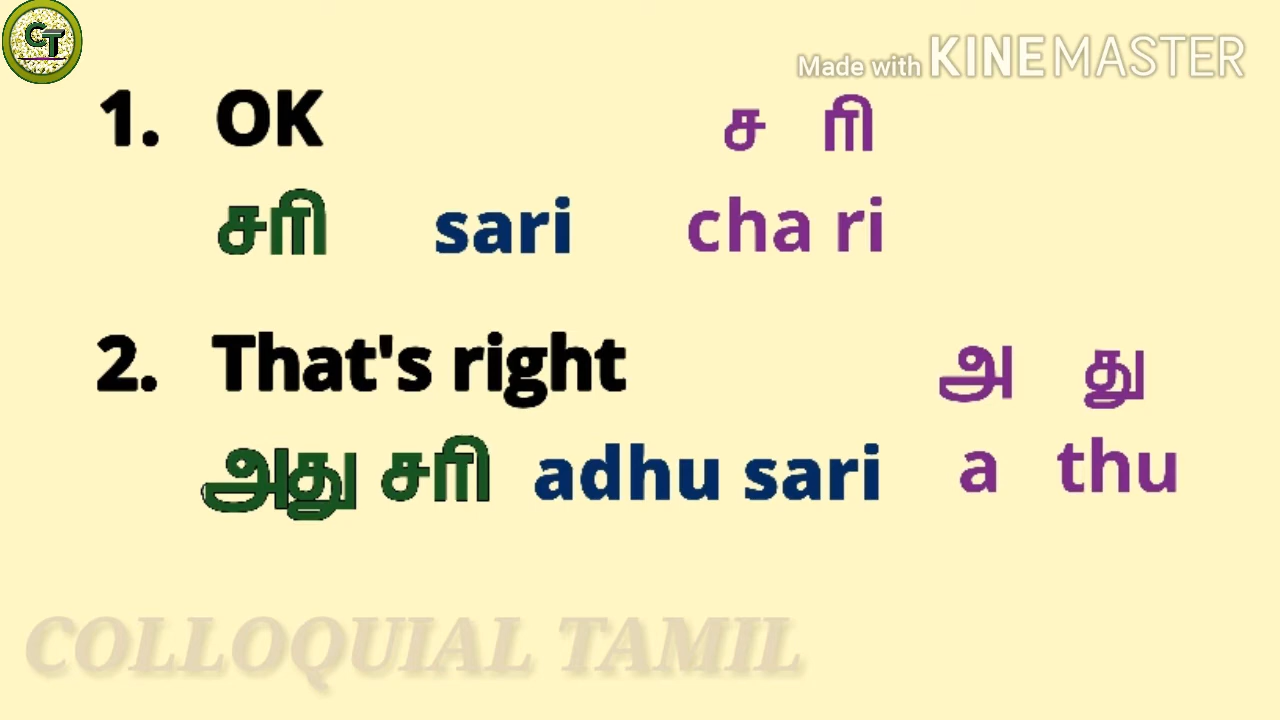 CT
Made with KINEMASTER
1. OK ச ரி
சரி sari cha ri
2. That's right அ து
அது சரி adhu sari a thu
COLLOQUIAL TAMIL